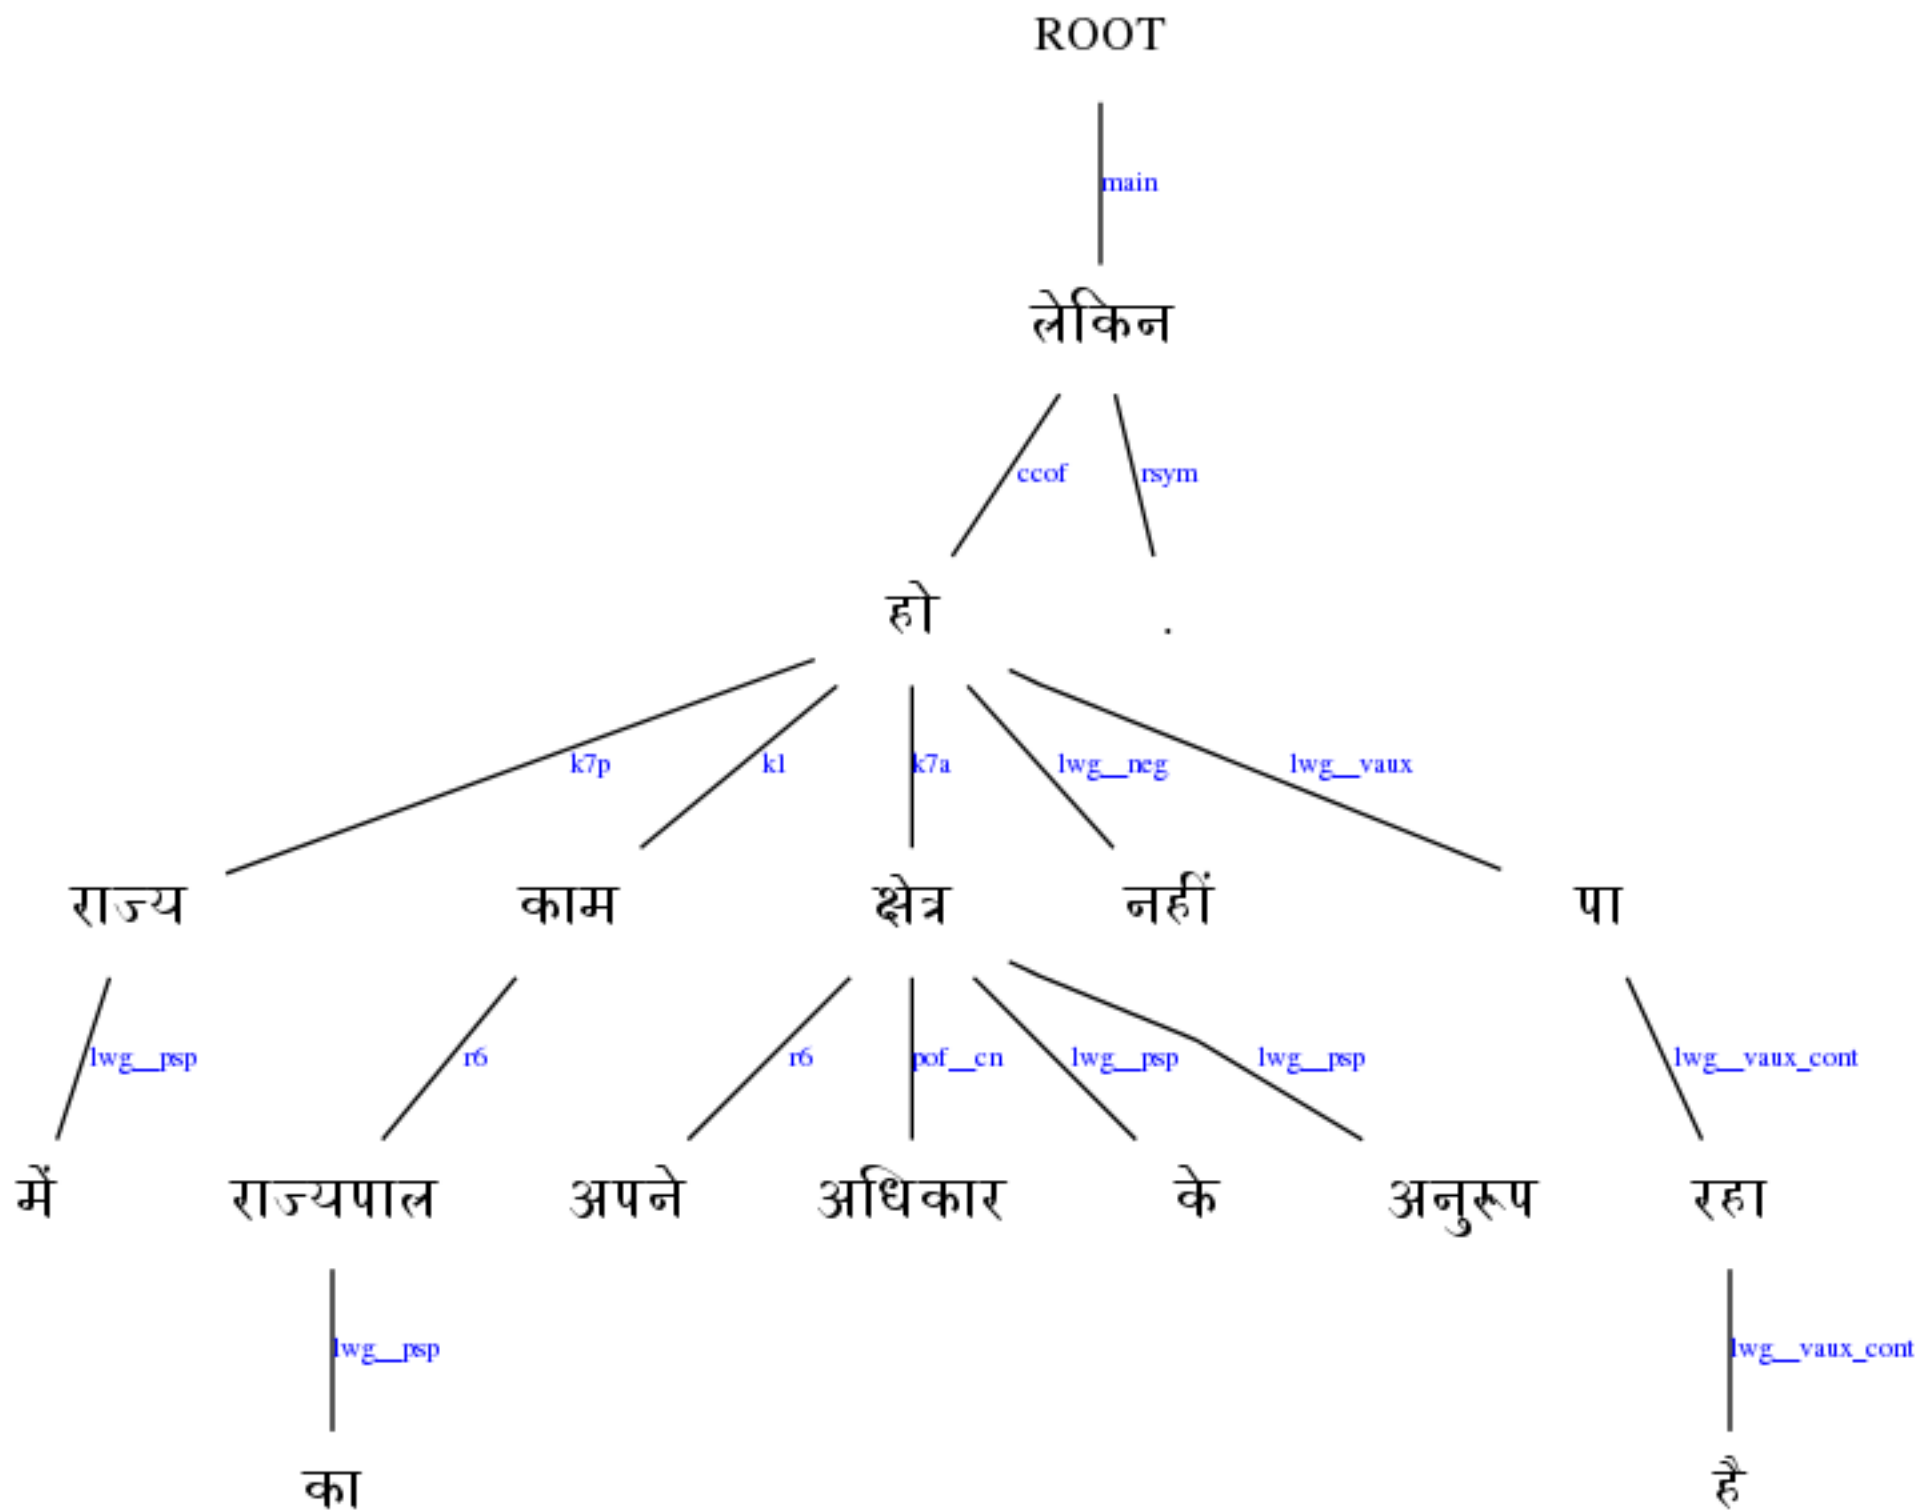 ROOT
main
लेकिन
ccof rsym
हो .
k7p k1 k7a lwg__neg lwg__vaux
राज्य काम क्षेत्र नहीं पा
lwg__psp r6 r6 pof__cn lwg__psp lwg__psp lwg__vaux_cont
में राज्यपाल अपने अधिकार के अनुरूप रहा
lwg__psp lwg__vaux_cont
का है